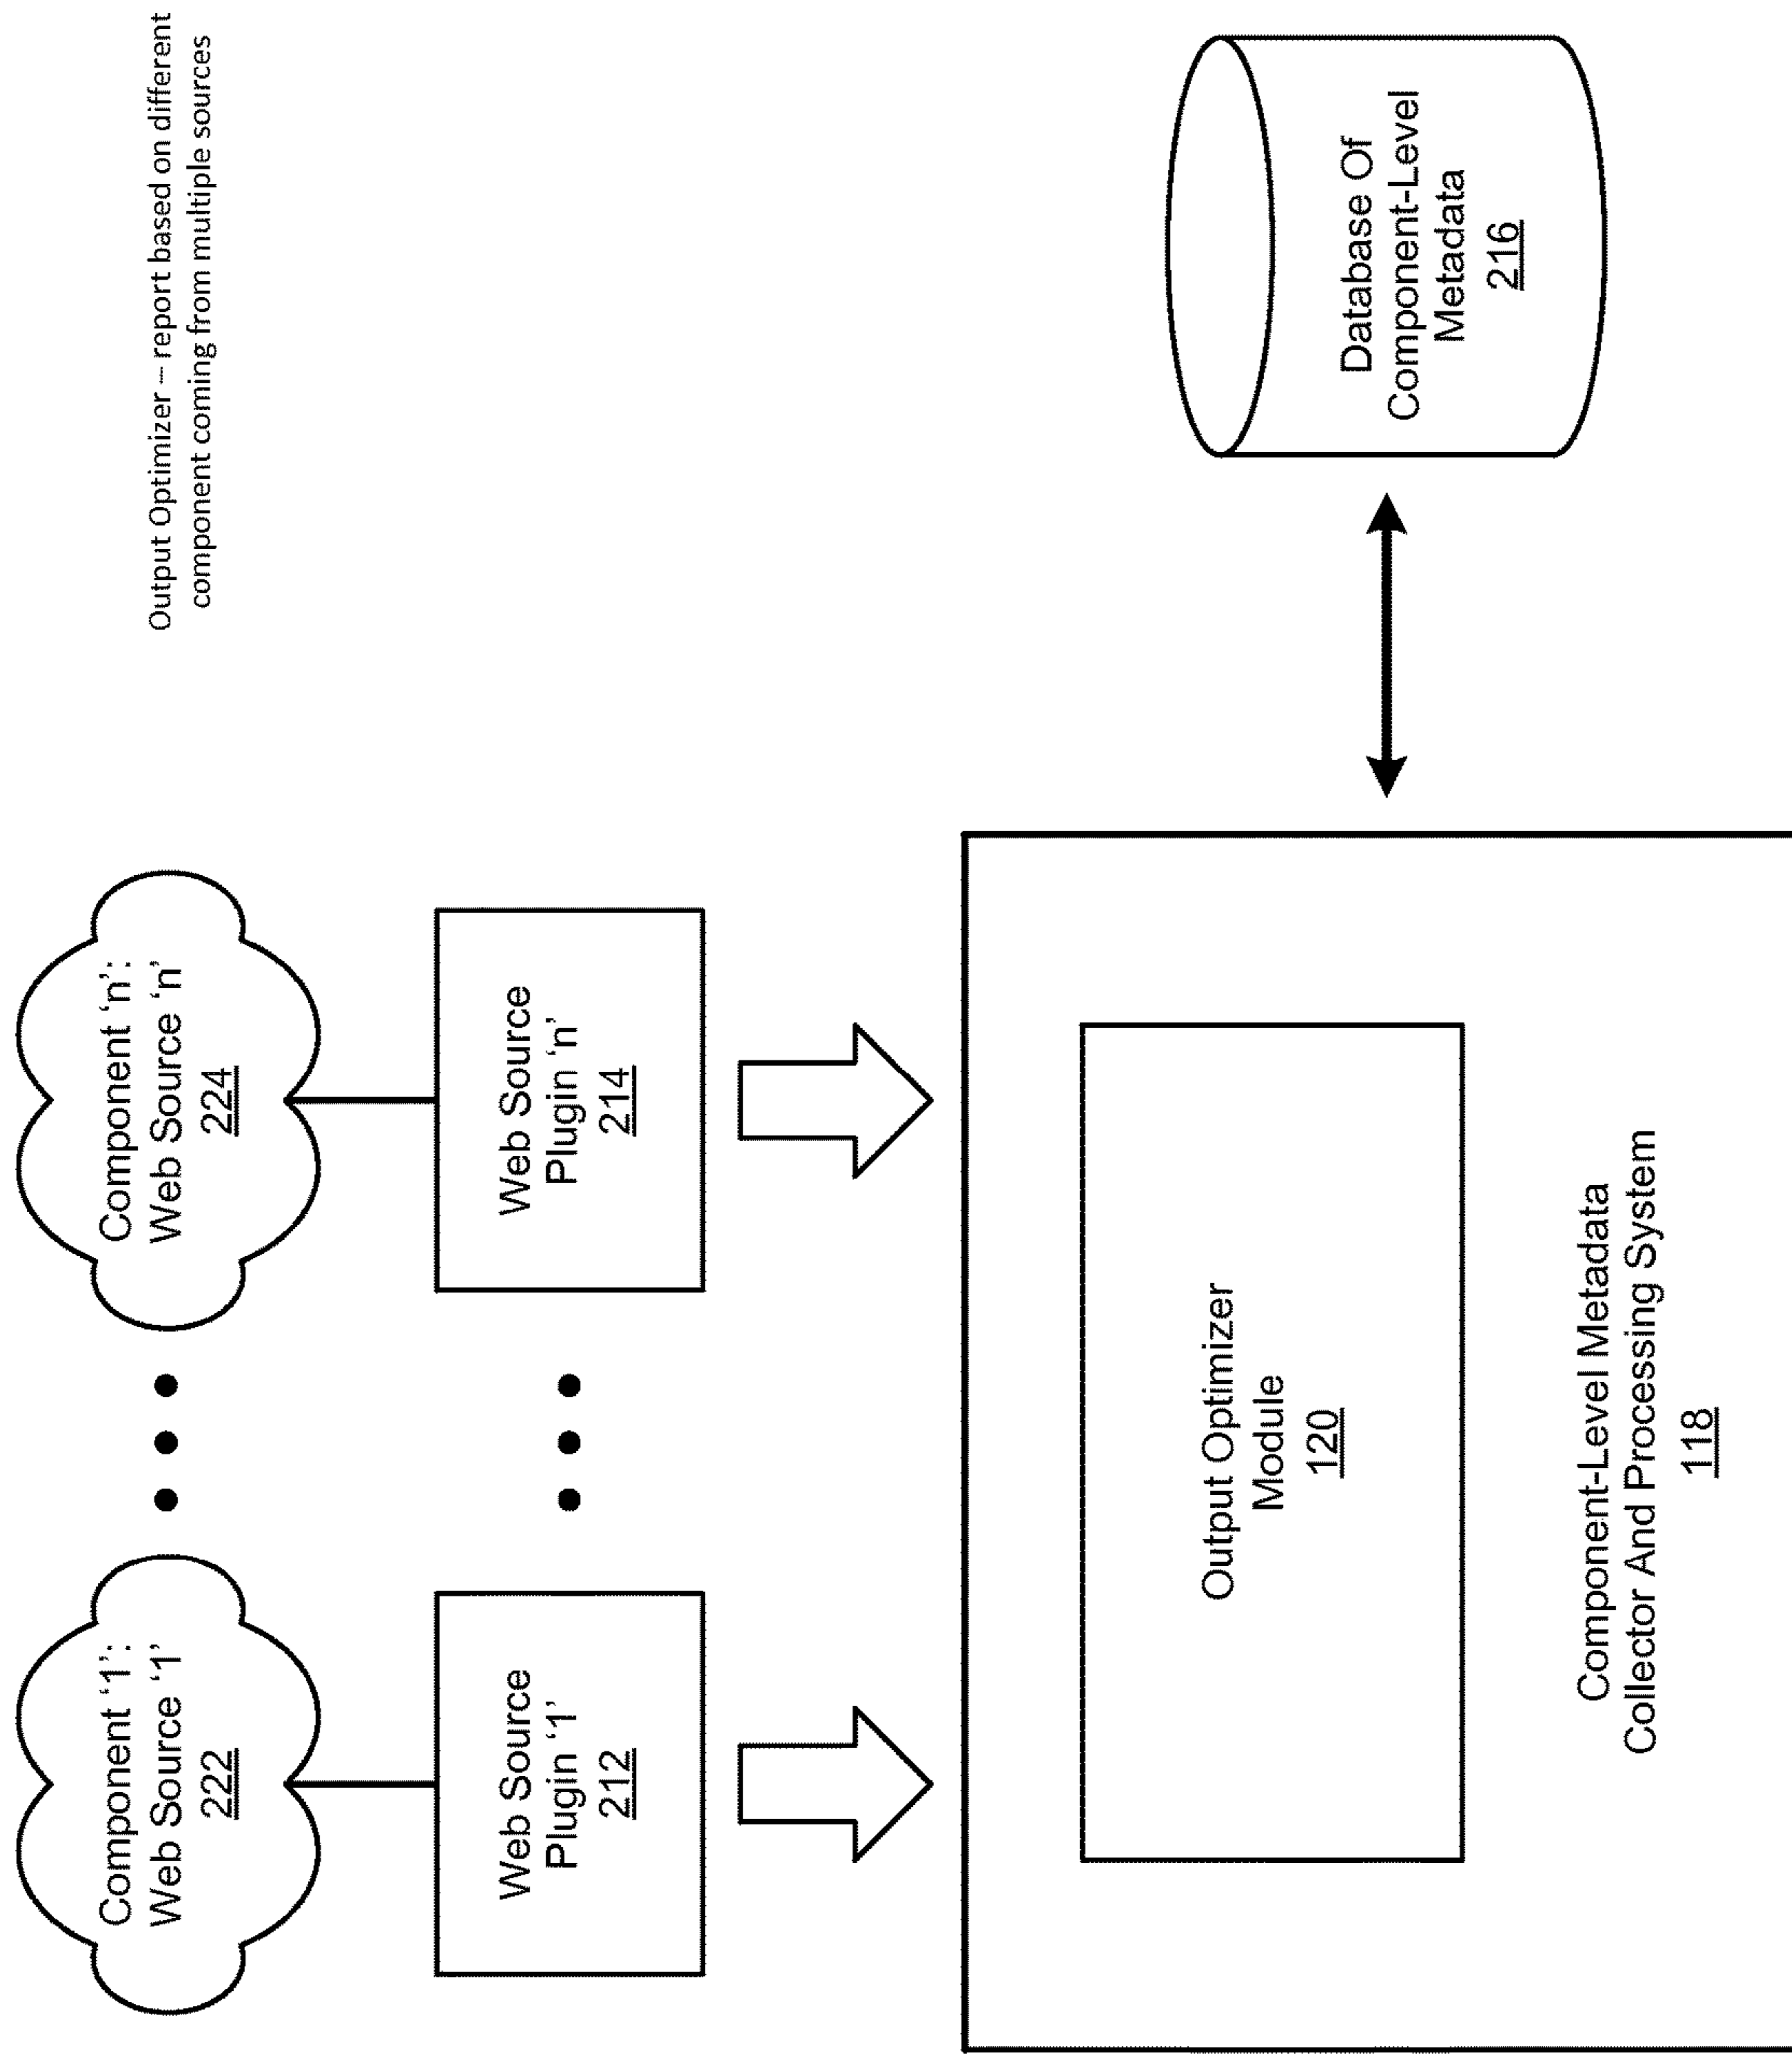 Output Optimizer – report based on different
component coming from multiple sources
Component ‘1’:
Web Source ‘1’
222
Component ‘n’:
Web Source ‘n’
224
Web Source
Plugin ‘1’
212
Web Source
Plugin ‘n’
214
Output Optimizer
Module
120
Component-Level Metadata
Collector And Processing System
118
Database Of
Component-Level
Metadata
216